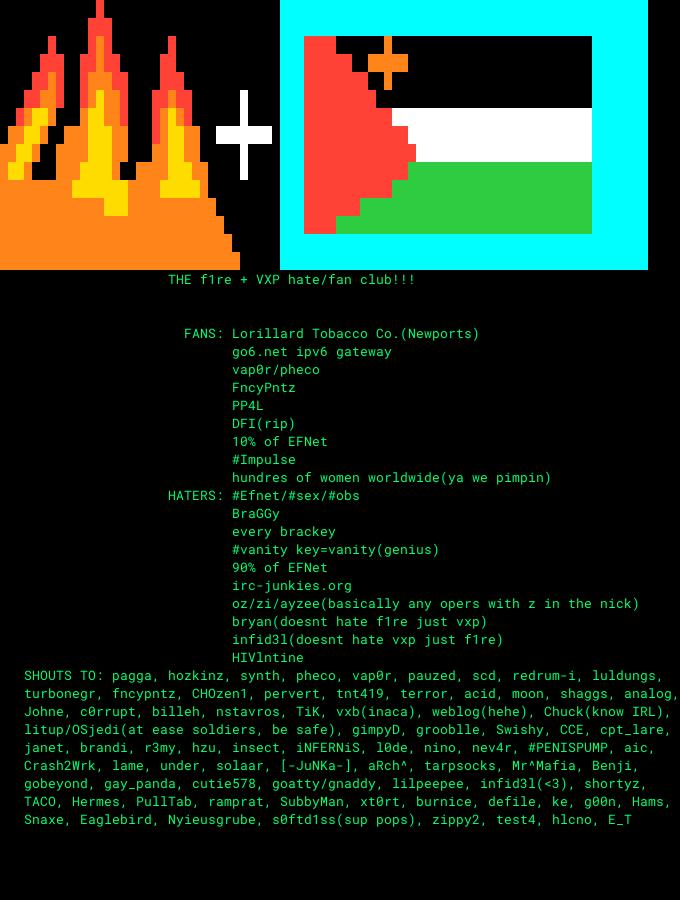 THE f1re + VXP hate/fan club!!!
FANS: Lorillard Tobacco Co.(Newports)
go6.net ipv6 gateway
vap0r/pheco
FncyPntz
PP4L
DFI(rip)
10% of EFNet
#Impulse
hundres of women worldwide(ya we pimpin)
HATERS: #Efnet/#sex/#obs
BraGGy
every brackey
#vanity key=vanity(genius)
90% of EFNet
irc-junkies.org
oz/zi/ayzee(basically any opers with z in the nick)
bryan(doesnt hate f1re just vxp)
infid3l(doesnt hate vxp just f1re)
HIVlntine
SHOUTS TO: pagga, hozkinz, synth, pheco, vap0r, pauzed, scd, redrum-i, luldungs,
turbonegr, fncypntz, CHOzen1, pervert, tnt419, terror, acid, moon, shaggs, analog,
Johne, c0rrupt, billeh, nstavros, TiK, vxb(inaca), weblog(hehe), Chuck(know IRL),
litup/OSjedi(at ease soldiers, be safe), gimpyD, grooblle, Swishy, CCE, cpt_lare,
janet, brandi, r3my, hzu, insect, iNFERNiS, l0de, nino, nev4r, #PENISPUMP, aic,
Crash2Wrk, lame, under, solaar, [-JuNKa-], aRch^, tarpsocks, Mr^Mafia, Benji,
gobeyond, gay_panda, cutie578, goatty/gnaddy, lilpeepee, infid3l(<3), shortyz,
TACO, Hermes, PullTab, ramprat, SubbyMan, xt0rt, burnice, defile, ke, g00n, Hams,
Snaxe, Eaglebird, Nyieusgrube, s0ftd1ss(sup pops), zippy2, test4, hlcno, E_T